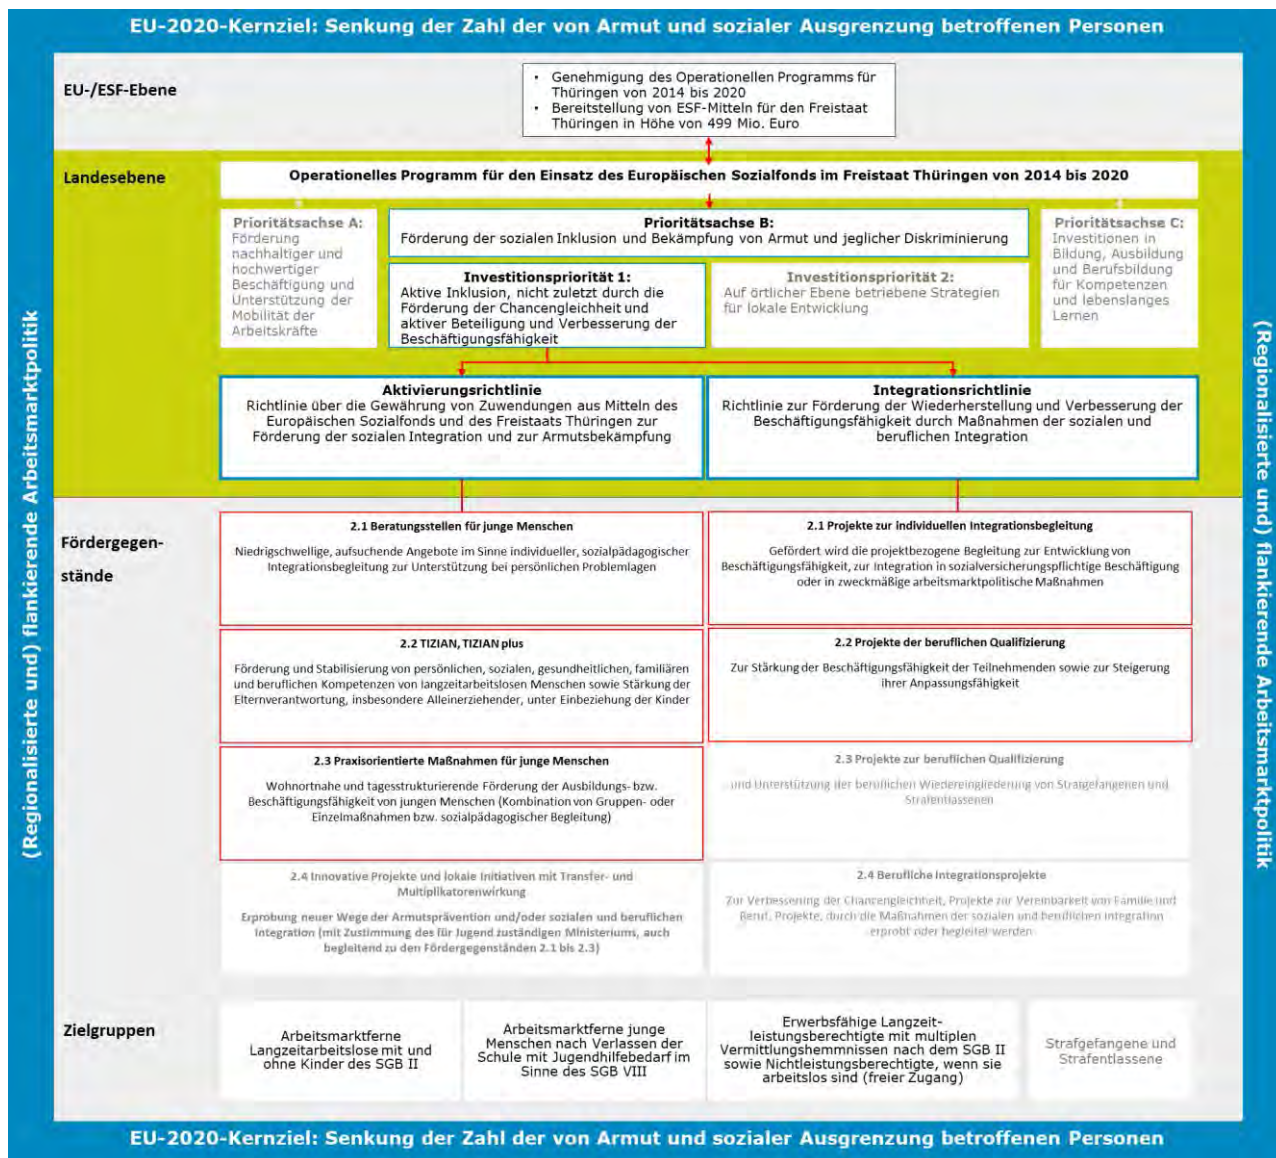 EU-2020-Kernziel: Senkung der Zahl der von Armut und sozialer Ausgrenzung betroffenen Personen
(Regionalisierte und) flankierende Arbeitsmarktpolitik
EU-/ESF-Ebene
• Genehmigung des Operationellen Programms für
Thüringen von 2014 bis 2020
• Bereitstellung von ESF-Mitteln für den Freistaat
Thüringen in Höhe von 499 Mio. Euro
Landesebene
Operationelles Programm für den Einsatz des Europäischen Sozialfonds im Freistaat Thüringen von 2014 bis 2020
Prioritätsachse A:
Förderung
nachhaltiger und
hochwertiger
Beschäftigung und
Unterstützung der
Mobilität der
Arbeitskräfte
Prioritätsachse B:
Förderung der sozialen Inklusion und Bekämpfung von Armut und jeglicher Diskriminierung
Prioritätsachse C:
Investitionen in
Bildung, Ausbildung
und Berufsbildung
für Kompetenzen
und lebenslanges
Lernen
Investitionspriorität 1:
Aktive Inklusion, nicht zuletzt durch die
Förderung der Chancengleichheit und
aktiver Beteiligung und Verbesserung der
Beschäftigungsfähigkeit
Investitionspriorität 2:
Auf örtlicher Ebene betriebene Strategien
für lokale Entwicklung
Aktivierungsrichtlinie
Richtlinie über die Gewährung von Zuwendungen aus Mitteln des
Europäischen Sozialfonds und des Freistaats Thüringen zur
Förderung der sozialen Integration und zur Armutsbekämpfung
Integrationsrichtlinie
Richtlinie zur Förderung der Wiederherstellung und Verbesserung der
Beschäftigungsfähigkeit durch Maßnahmen der sozialen und
beruflichen Integration
Fördergegen-
stände
2.1 Beratungsstellen für junge Menschen
Niedrigschwellige, aufsuchende Angebote im Sinne individueller, sozialpädagogischer
Integrationsbegleitung zur Unterstützung bei persönlichen Problemlagen
2.1 Projekte zur individuellen Integrationsbegleitung
Gefördert wird die projektbezogene Begleitung zur Entwicklung von
Beschäftigungsfähigkeit, zur Integration in sozialversicherungspflichtige Beschäftigung
oder in zweckmäßige arbeitsmarktpolitische Maßnahmen
2.2 TIZIAN, TIZIAN plus
Förderung und Stabilisierung von persönlichen, sozialen, gesundheitlichen, familiären
und beruflichen Kompetenzen von langzeitarbeitslosen Menschen sowie Stärkung der
Elternverantwortung, insbesondere Alleinerziehender, unter Einbeziehung der Kinder
2.2 Projekte der beruflichen Qualifizierung
Zur Stärkung der Beschäftigungsfähigkeit der Teilnehmenden sowie zur Steigerung
ihrer Anpassungsfähigkeit
2.3 Praxisorientierte Maßnahmen für junge Menschen
Wohnortnahe und tagesstrukturierende Förderung der Ausbildungs- bzw.
Beschäftigungsfähigkeit von jungen Menschen (Kombination von Gruppen- oder
Einzelmaßnahmen bzw. sozialpädagogischer Begleitung)
2.3 Projekte zur beruflichen Qualifizierung
und Unterstützung der beruflichen Wiedereingliederung von Strafgefangenen und
Strafentlassenen
2.4 Innovative Projekte und lokale Initiativen mit Transfer- und
Multiplikatorenwirkung
Erprobung neuer Wege der Armutsprävention und/oder sozialen und beruflichen
Integration (mit Zustimmung des für Jugend zuständigen Ministeriums, auch
begleitend zu den Fördergegenständen 2.1 bis 2.3)
2.4 Berufliche Integrationsprojekte
Zur Verbesserung der Chancengleichheit, Projekte zur Vereinbarkeit von Familie und
Beruf, Projekte, durch die Maßnahmen der sozialen und beruflichen Integration
erprobt oder begleitet werden
Zielgruppen
Arbeitsmarktferne
Langzeitarbeitslose mit und
ohne Kinder des SGB II
Arbeitsmarktferne junge
Menschen nach Verlassen der
Schule mit Jugendhilfebedarf im
Sinne des SGB VIII
Erwerbsfähige Langzeit-
leistungsberechtigte mit multiplen
Vermittlungshemmnissen nach dem SGB II
sowie Nichtleistungsberechtigte, wenn sie
arbeitslos sind (freier Zugang)
Strafgefangene und
Strafentlassene
(Regionalisierte und) flankierende Arbeitsmarktpolitik
EU-2020-Kernziel: Senkung der Zahl der von Armut und sozialer Ausgrenzung betroffenen Personen